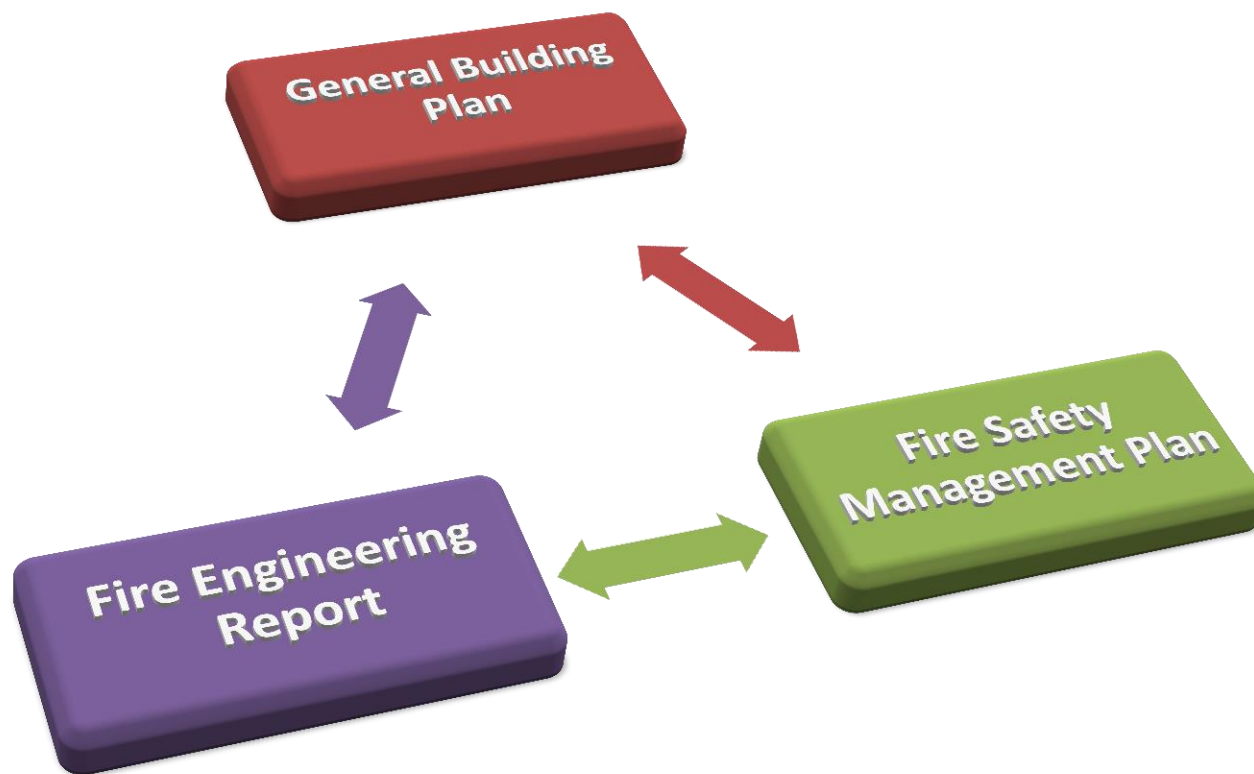 General Building
Plan
Fire Safety
Management Plan
Fire Engineering
Report